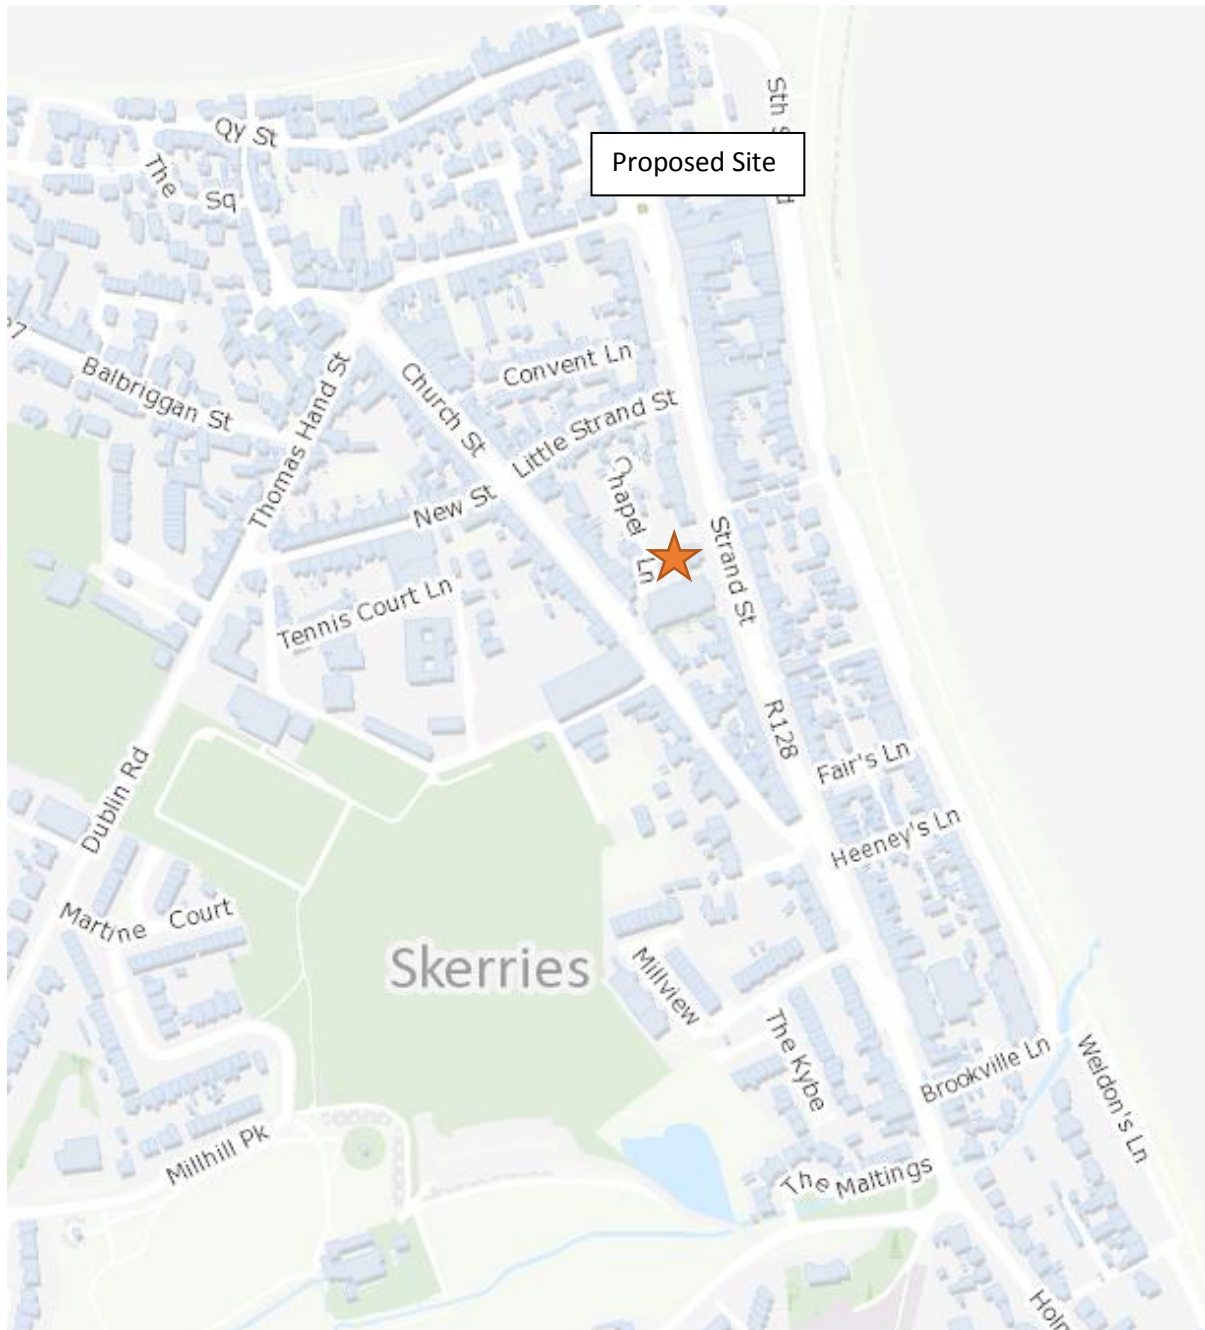 Sth S
d
Qy St
Proposed Site
The Sq
Convent Ln
Balbriggan St
Thomas Hand St
Church St
Little Strand St
New St
Chapel Ln
Strand St
Tennis Court Ln
R128
Fair's Ln
Dublin Rd
Heeney's Ln
Martine Court
Skerries
Millview
The Kybe
Brookville Ln
Weldon's Ln
Millhill Pk
The Maltings